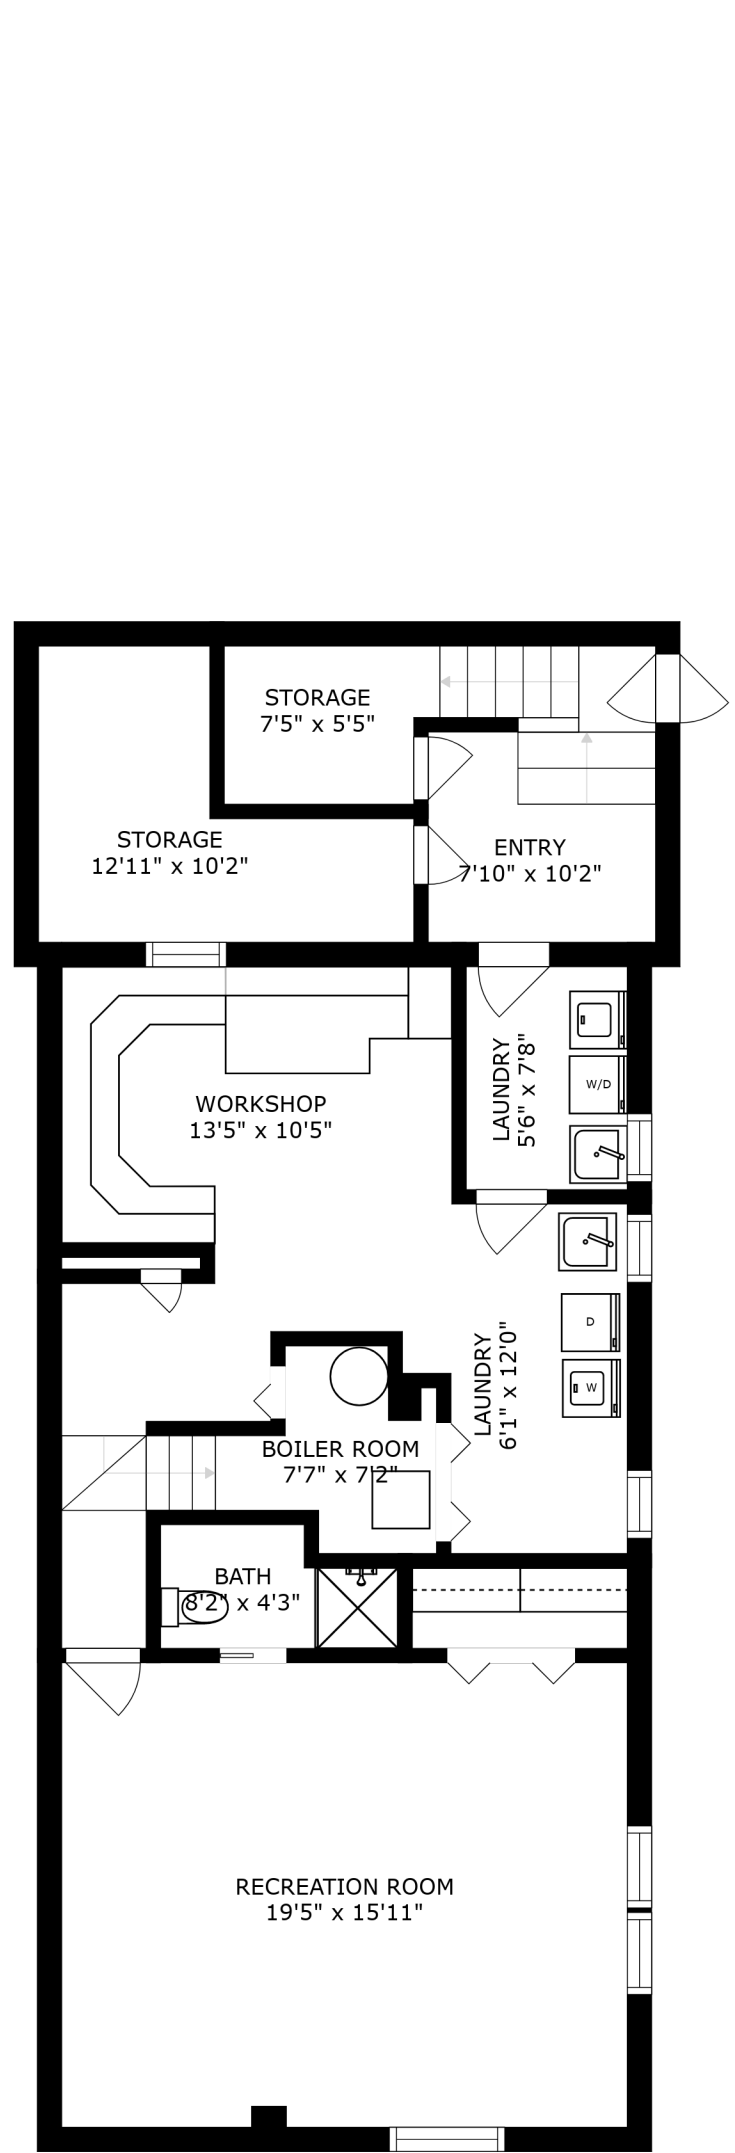 STORAGE
7'5" x 5'5"
STORAGE
12'11" x 10'2"
ENTRY
7'10" x 10'2"
LAUNDRY
5'6" x 7'8"
W/D
WORKSHOP
13'5" x 10'5"
LAUNDRY
6'1" x 12'0"
D
W
BOILER ROOM
7'7" x 7'2"
BATH
8'2" x 4'3"
RECREATION ROOM
19'5" x 15'11"